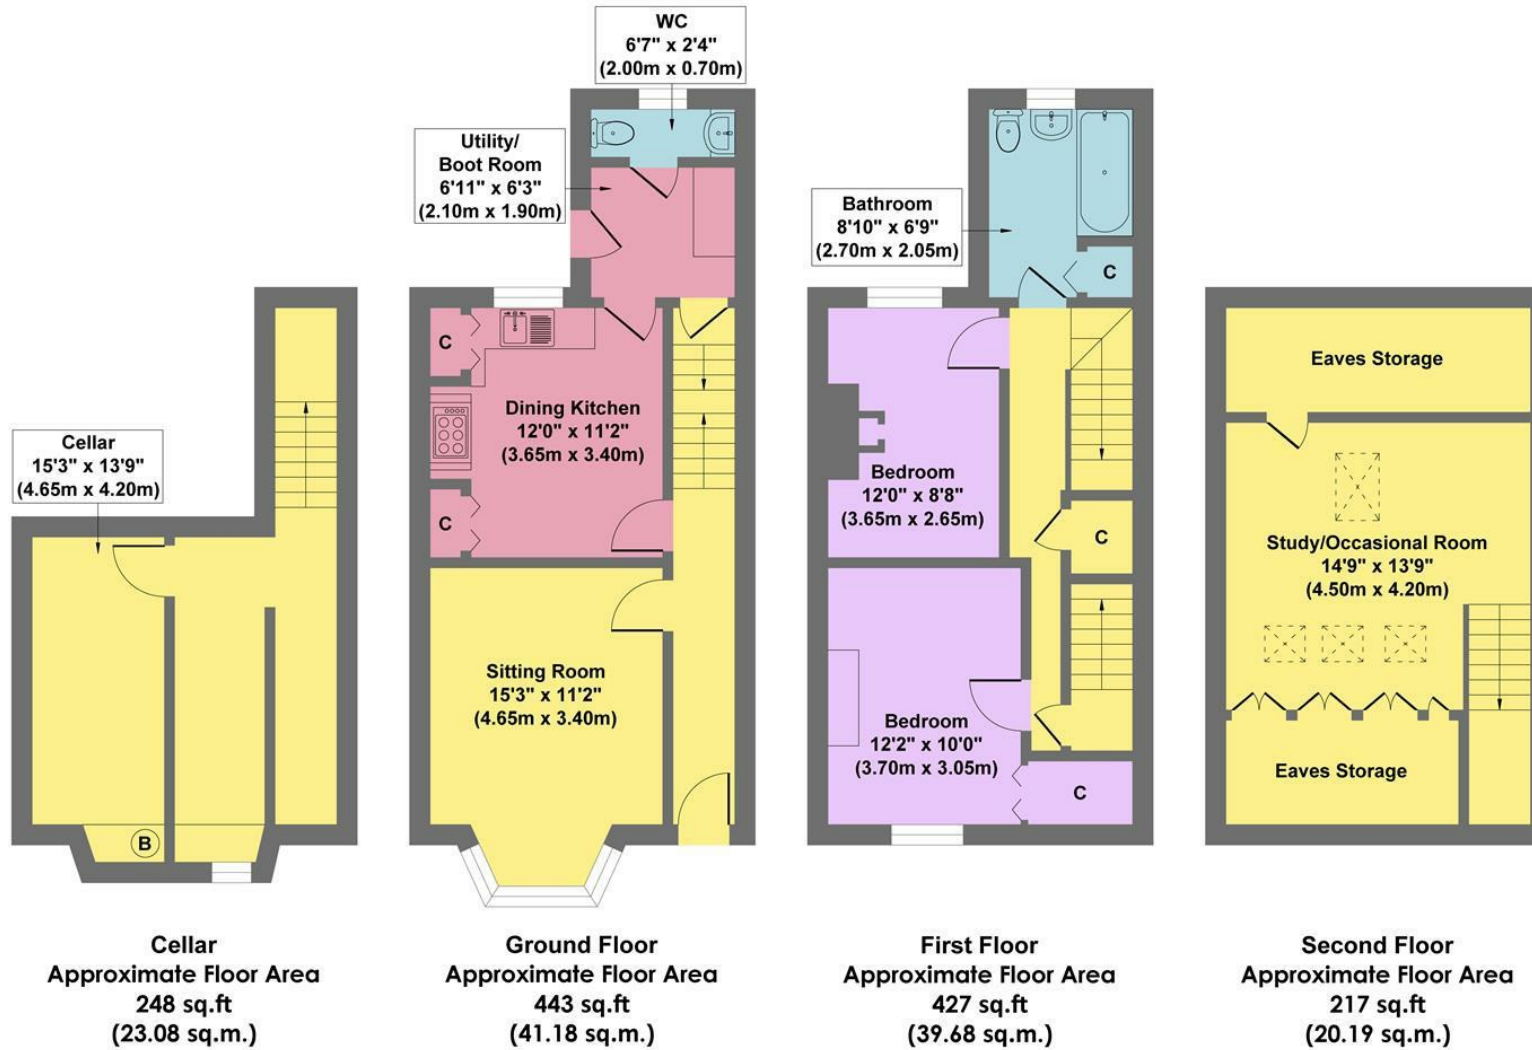 WC
6'7" x 2'4"
(2.00m x 0.70m)
Utility/
Boot Room
6'11" x 6'3"
(2.10m x 1.90m)
Cellar
15'3" x 13'9"
(4.65m x 4.20m)
B
C
Dining Kitchen
12'0" x 11'2"
(3.65m x 3.40m)
C
Sitting Room
15'3" x 11'2"
(4.65m x 3.40m)
Bathroom
8'10" x 6'9"
(2.70m x 2.05m)
C
Bedroom
12'0" x 8'8"
(3.65m x 2.65m)
C
Bedroom
12'2" x 10'0"
(3.70m x 3.05m)
C
Eaves Storage
Study/Occasional Room
14'9" x 13'9"
(4.50m x 4.20m)
Eaves Storage
Cellar
Approximate Floor Area
248 sq.ft
(23.08 sq.m.)
Ground Floor
Approximate Floor Area
443 sq.ft
(41.18 sq.m.)
First Floor
Approximate Floor Area
427 sq.ft
(39.68 sq.m.)
Second Floor
Approximate Floor Area
217 sq.ft
(20.19 sq.m.)